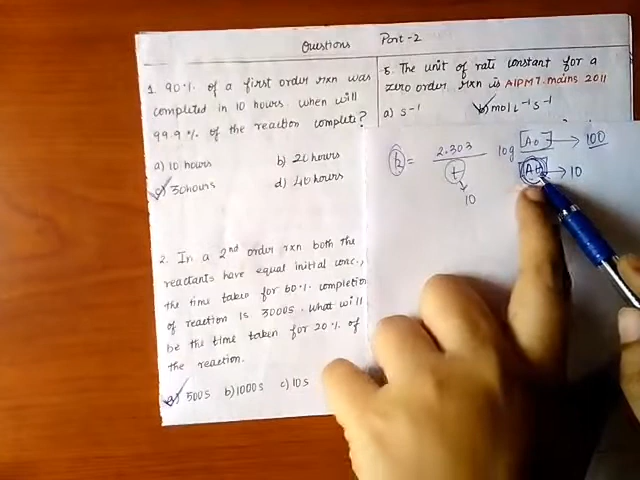 Questions Part-2
1. 90% of a first order rxn was
completed in 10 hours. when will
99.9% of the reaction complete?
a) 10 hours b) 20 hours
c) 30 hours d) 40 hours
2. In a 2nd order rxn both the
reactants have equal initial conc.,
the time taken for 60% completion
of reaction is 3000s. What will
be the time taken for 20% of
the reaction.
a) 500s b) 1000s c) 10s
5. The unit of rate constant for a
zero order rxn is AIPMT. mains 2011
a) s⁻¹ b) mol L⁻¹ s⁻¹
k = 2.303 / t log [A0] → 100
[At] → 10
10